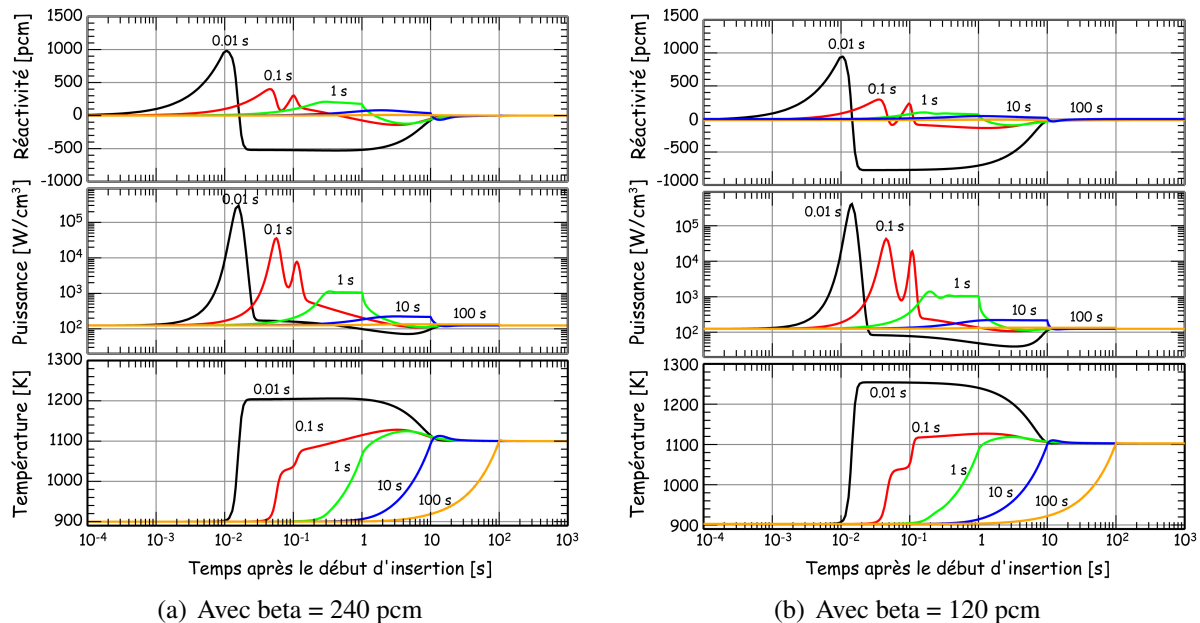 Réactivité [pcm]
1500
1000
500
0
-500
-1000
0.01 s
0.1 s
1 s
Puissance [W/cm³]
10⁵
10⁴
10³
10²
0.01 s
0.1 s
1 s
10 s
100 s
Température [K]
1300
1200
1100
900
0.01 s
0.1 s
1 s
10 s
100 s
10⁻⁴ 10⁻³ 10⁻² 10⁻¹ 1 10 10² 10³
Temps après le début d'insertion [s]
(a) Avec beta = 240 pcm
Réactivité [pcm]
1500
1000
500
0
-500
-1000
0.01 s
0.1 s
1 s
10 s
100 s
Puissance [W/cm³]
10⁵
10⁴
10³
10²
0.01 s
0.1 s
1 s
10 s
100 s
Température [K]
1300
1200
1100
900
0.01 s
0.1 s
1 s
10 s
100 s
10⁻⁴ 10⁻³ 10⁻² 10⁻¹ 1 10 10² 10³
Temps après le début d'insertion [s]
(b) Avec beta = 120 pcm